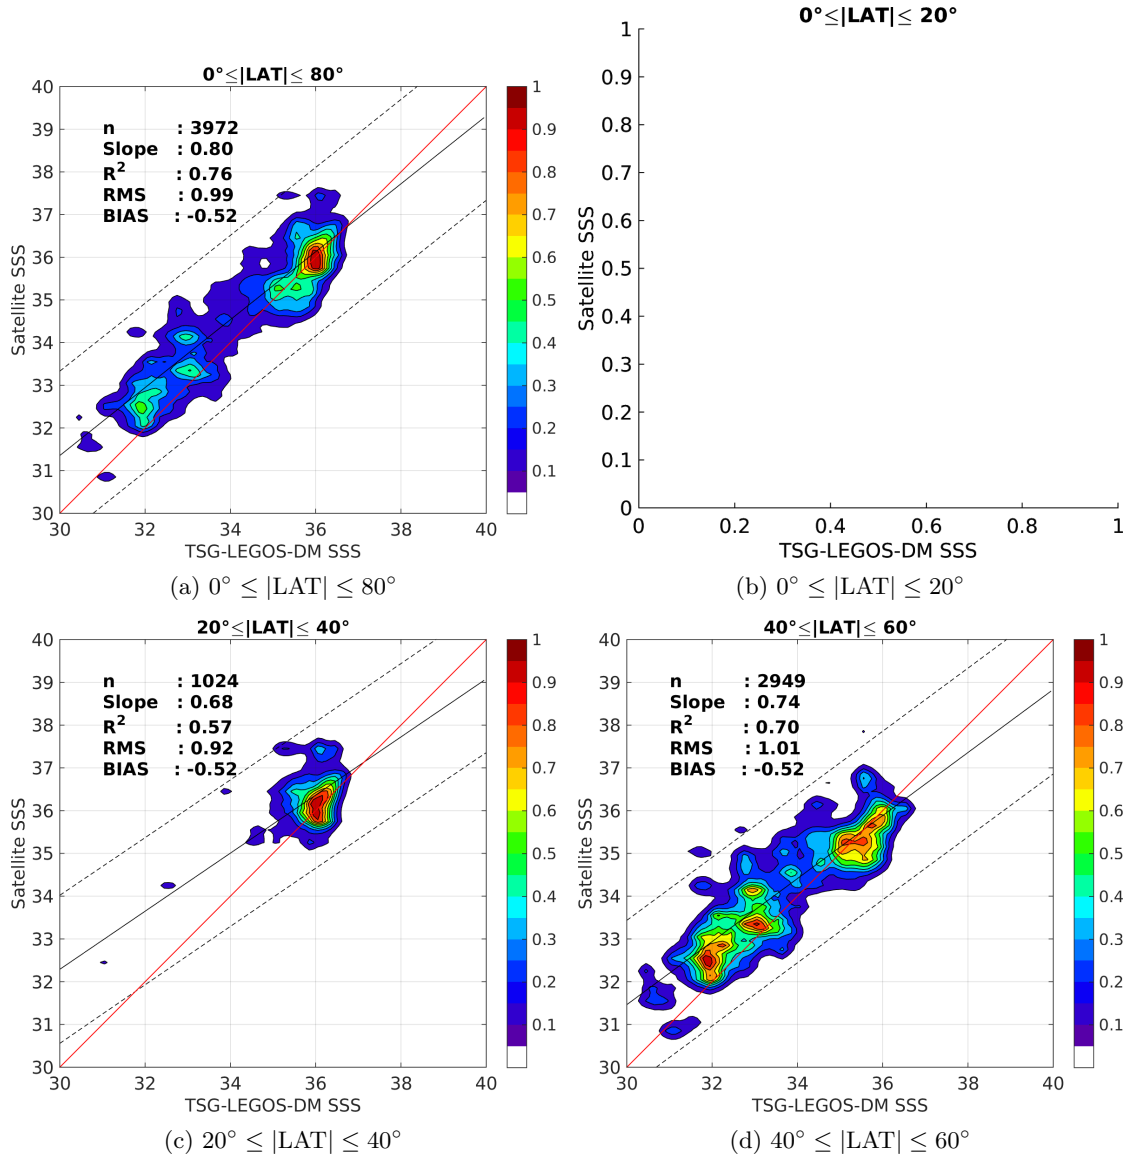 0°≤|LAT|≤ 80°
n : 3972
Slope : 0.80
R² : 0.76
RMS : 0.99
BIAS : -0.52
40
39
38
37
36
35
34
33
32
31
30
30 32 34 36 38 40
Satellite SSS
TSG-LEGOS-DM SSS
1
0.9
0.8
0.7
0.6
0.5
0.4
0.3
0.2
0.1
(a) 0° ≤ |LAT| ≤ 80°
0°≤|LAT|≤ 20°
1
0.9
0.8
0.7
0.6
0.5
0.4
0.3
0.2
0.1
0
0 0.2 0.4 0.6 0.8 1
Satellite SSS
TSG-LEGOS-DM SSS
(b) 0° ≤ |LAT| ≤ 20°
20°≤|LAT|≤ 40°
n : 1024
Slope : 0.68
R² : 0.57
RMS : 0.92
BIAS : -0.52
40
39
38
37
36
35
34
33
32
31
30
30 32 34 36 38 40
Satellite SSS
TSG-LEGOS-DM SSS
1
0.9
0.8
0.7
0.6
0.5
0.4
0.3
0.2
0.1
(c) 20° ≤ |LAT| ≤ 40°
40°≤|LAT|≤ 60°
n : 2949
Slope : 0.74
R² : 0.70
RMS : 1.01
BIAS : -0.52
40
39
38
37
36
35
34
33
32
31
30
30 32 34 36 38 40
Satellite SSS
TSG-LEGOS-DM SSS
1
0.9
0.8
0.7
0.6
0.5
0.4
0.3
0.2
0.1
(d) 40° ≤ |LAT| ≤ 60°